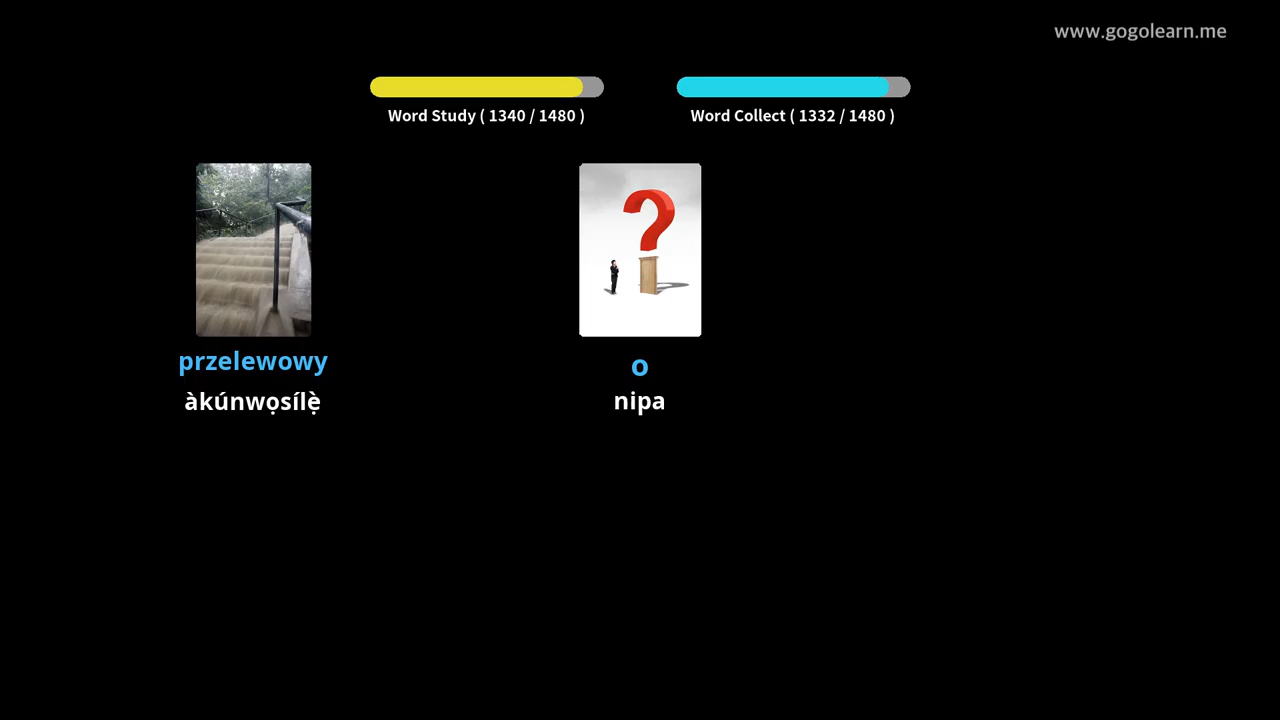 www.gogolearn.me
Word Study ( 1340 / 1480 )
Word Collect ( 1332 / 1480 )
przelewowy
o
àkúnwọsílẹ̀
nipa